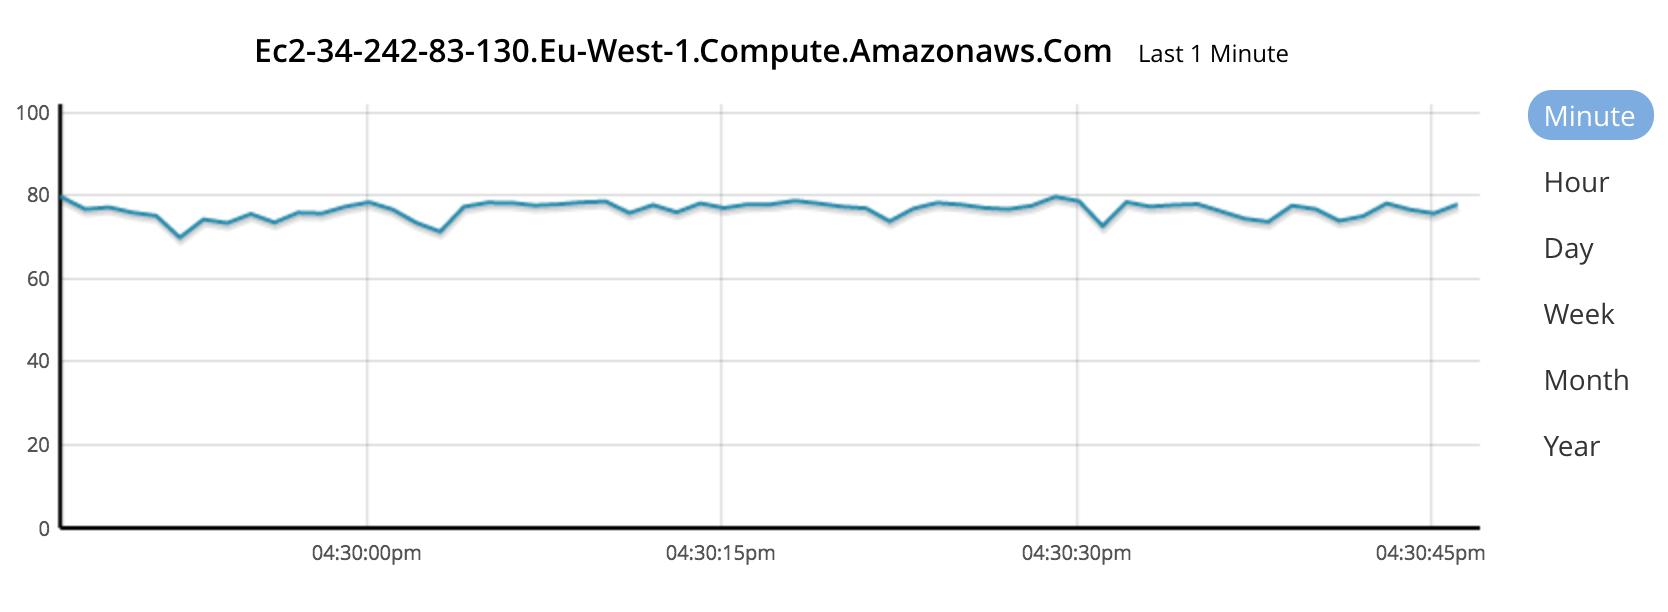 Ec2-34-242-83-130.Eu-West-1.Compute.Amazonaws.Com Last 1 Minute
100
80
60
40
20
0
04:30:00pm 04:30:15pm 04:30:30pm 04:30:45pm
Minute
Hour
Day
Week
Month
Year